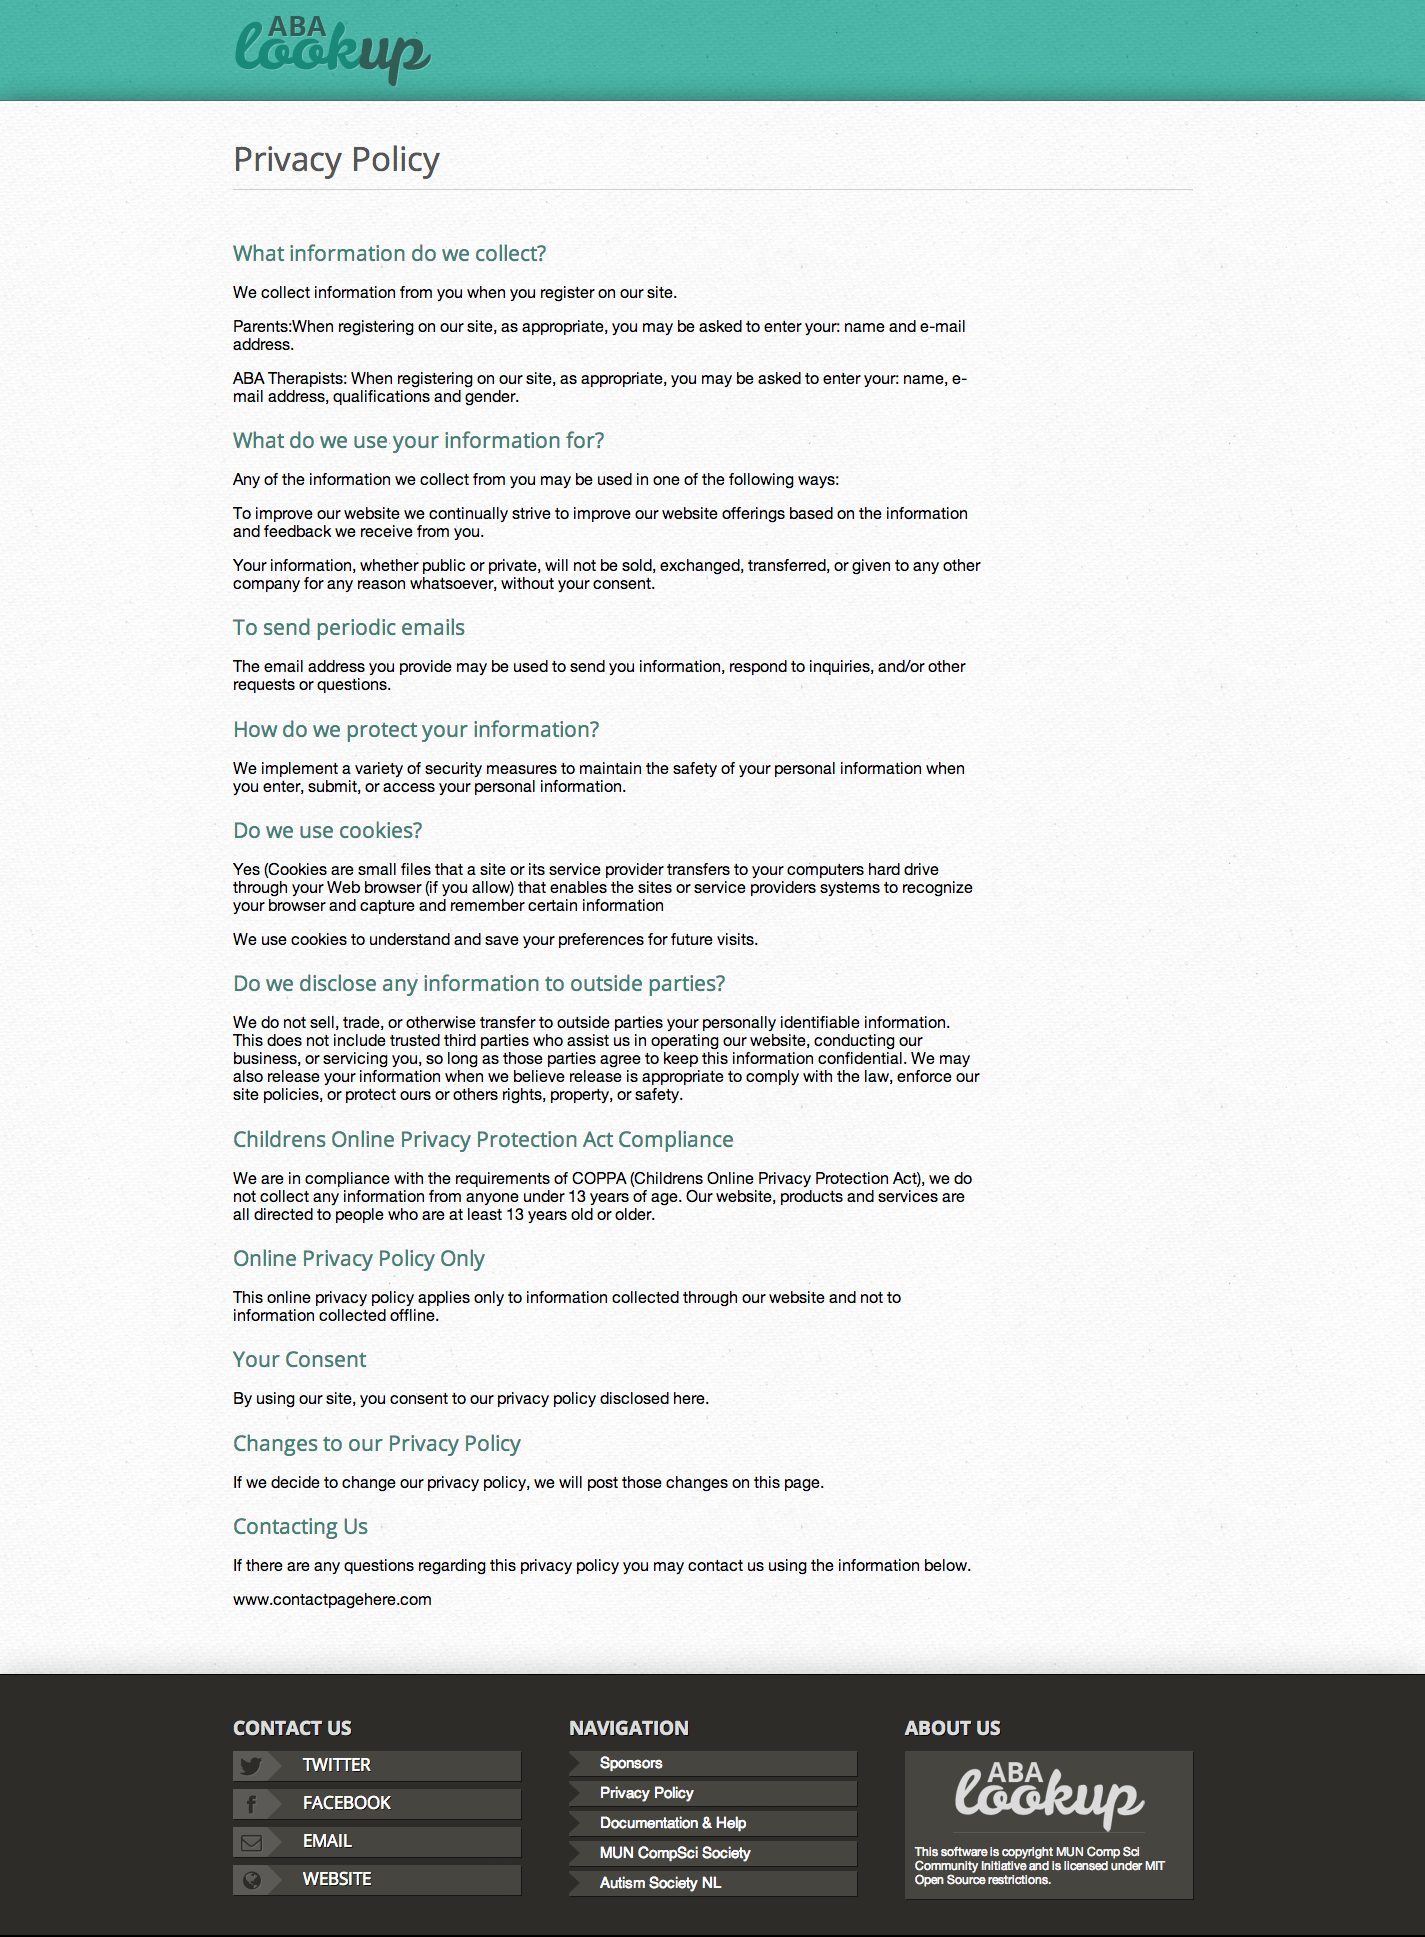 ABA
lookup
Privacy Policy
What information do we collect?
We collect information from you when you register on our site.
Parents:When registering on our site, as appropriate, you may be asked to enter your: name and e-mail
address.
ABA Therapists: When registering on our site, as appropriate, you may be asked to enter your: name, e-
mail address, qualifications and gender.
What do we use your information for?
Any of the information we collect from you may be used in one of the following ways:
To improve our website we continually strive to improve our website offerings based on the information
and feedback we receive from you.
Your information, whether public or private, will not be sold, exchanged, transferred, or given to any other
company for any reason whatsoever, without your consent.
To send periodic emails
The email address you provide may be used to send you information, respond to inquiries, and/or other
requests or questions.
How do we protect your information?
We implement a variety of security measures to maintain the safety of your personal information when
you enter, submit, or access your personal information.
Do we use cookies?
Yes (Cookies are small files that a site or its service provider transfers to your computers hard drive
through your Web browser (if you allow) that enables the sites or service providers systems to recognize
your browser and capture and remember certain information
We use cookies to understand and save your preferences for future visits.
Do we disclose any information to outside parties?
We do not sell, trade, or otherwise transfer to outside parties your personally identifiable information.
This does not include trusted third parties who assist us in operating our website, conducting our
business, or servicing you, so long as those parties agree to keep this information confidential. We may
also release your information when we believe release is appropriate to comply with the law, enforce our
site policies, or protect ours or others rights, property, or safety.
Childrens Online Privacy Protection Act Compliance
We are in compliance with the requirements of COPPA (Childrens Online Privacy Protection Act), we do
not collect any information from anyone under 13 years of age. Our website, products and services are
all directed to people who are at least 13 years old or older.
Online Privacy Policy Only
This online privacy policy applies only to information collected through our website and not to
information collected offline.
Your Consent
By using our site, you consent to our privacy policy disclosed here.
Changes to our Privacy Policy
If we decide to change our privacy policy, we will post those changes on this page.
Contacting Us
If there are any questions regarding this privacy policy you may contact us using the information below.
www.contactpagehere.com
CONTACT US
TWITTER
FACEBOOK
EMAIL
WEBSITE
NAVIGATION
Sponsors
Privacy Policy
Documentation & Help
MUN CompSci Society
Autism Society NL
ABOUT US
ABA
lookup
This software is copyright MUN Comp Sci
Community Initiative and is licensed under MIT
Open Source restrictions.